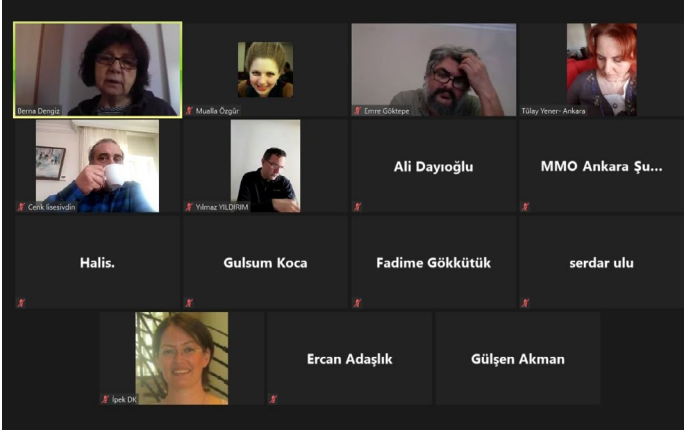 Berna Dengiz
Mualla Özgür
Emre Göktepe
Tülay Yener- Ankara
Cenk lisesivdin
Yılmaz YILDIRIM
Ali Dayıoğlu
MMO Ankara Şu...
Halis.
Gulsum Koca
Fadime Gökkütük
serdar ulu
İpek DK
Ercan Adaşlık
Gülşen Akman